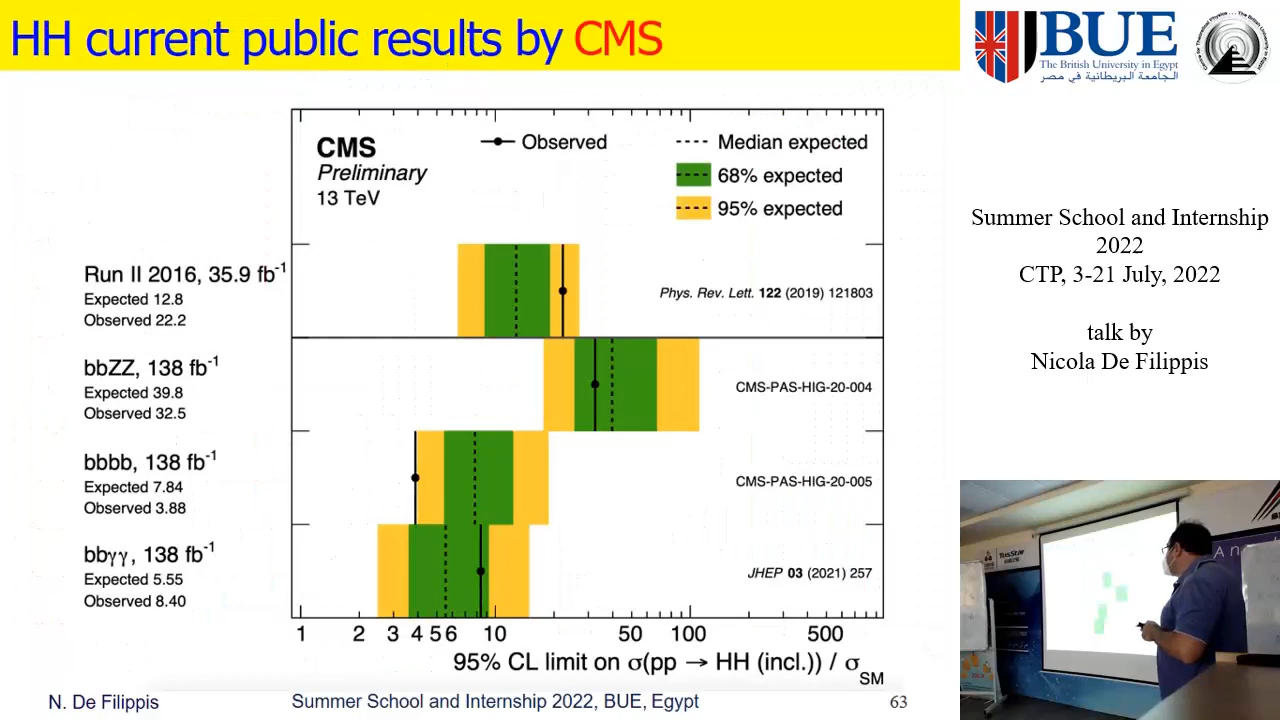 HH current public results by CMS
BUE
The British University in Egypt
الجامعة البريطانية في مصر
CMS
Preliminary
13 TeV
Observed
Median expected
68% expected
95% expected
Run II 2016, 35.9 fb⁻¹
Expected 12.8
Observed 22.2
Phys. Rev. Lett. 122 (2019) 121803
bbZZ, 138 fb⁻¹
Expected 39.8
Observed 32.5
CMS-PAS-HIG-20-004
bbbb, 138 fb⁻¹
Expected 7.84
Observed 3.88
CMS-PAS-HIG-20-005
bbγγ, 138 fb⁻¹
Expected 5.55
Observed 8.40
JHEP 03 (2021) 257
1 2 3 4 5 6 10 50 100 500
95% CL limit on σ(pp → HH (incl.)) / σSM
N. De Filippis
Summer School and Internship 2022, BUE, Egypt
63
Summer School and Internship
2022
CTP, 3-21 July, 2022
talk by
Nicola De Filippis
TusStar